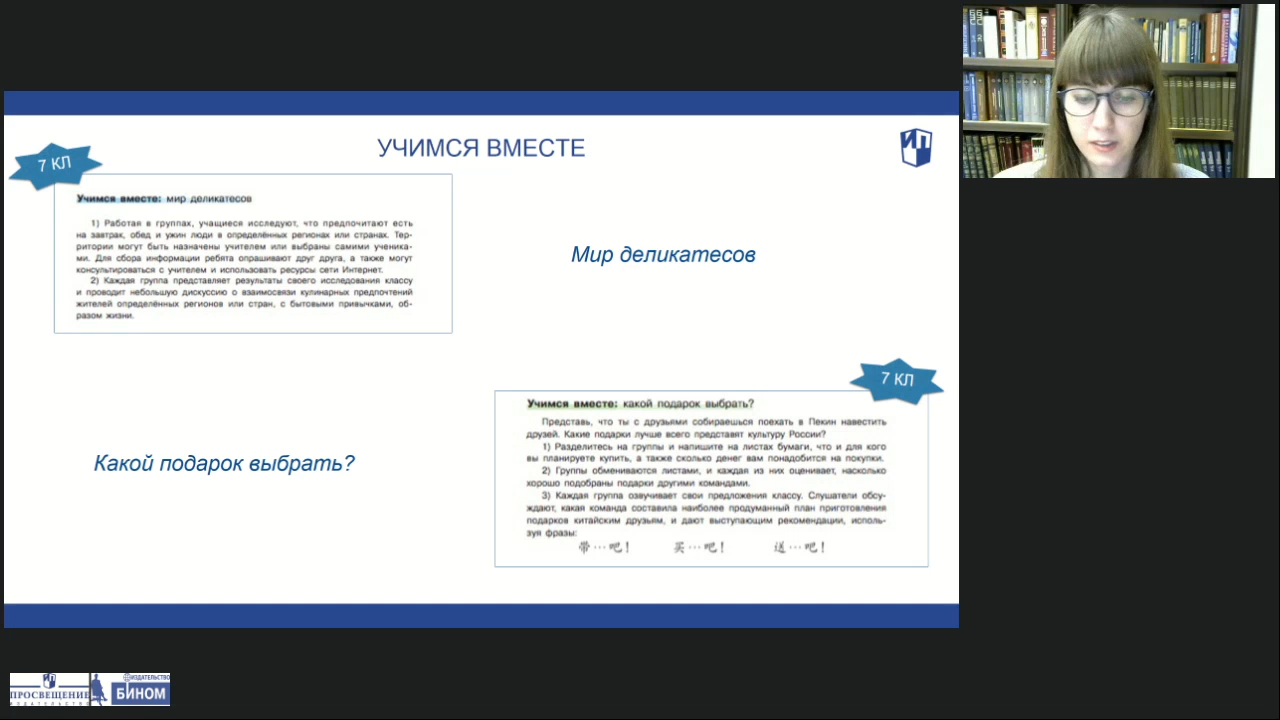 УЧИМСЯ ВМЕСТЕ
7 КЛ
Учимся вместе: мир деликатесов
1) Работая в группах, учащиеся исследуют, что предпочитают есть
на завтрак, обед и ужин люди в определённых регионах или странах. Тер-
ритории могут быть назначены учителем или выбраны самими ученика-
ми. Для сбора информации ребята опрашивают друг друга, а также могут
консультироваться с учителем и использовать ресурсы сети Интернет.
2) Каждая группа представляет результаты своего исследования классу
и проводит небольшую дискуссию о взаимосвязи кулинарных предпочтений
жителей определённых регионов или стран, с бытовыми привычками, об-
разом жизни.
Мир деликатесов
Какой подарок выбрать?
7 КЛ
Учимся вместе: какой подарок выбрать?
Представь, что ты с друзьями собираешься поехать в Пекин навестить
друзей. Какие подарки лучше всего представят культуру России?
1) Разделитесь на группы и напишите на листах бумаги, что и для кого
вы планируете купить, а также сколько денег вам понадобится на покупки.
2) Группы обмениваются листами, и каждая из них оценивает, насколько
хорошо подобраны подарки другими командами.
3) Каждая группа озвучивает свои предложения классу. Слушатели обсу-
ждают, какая команда составила наиболее продуманный план приготовления
подарков китайским друзьям, и дают выступающим рекомендации, исполь-
зуя фразы:
带…吧! 买…吧! 送…吧!
ИП
ПРОСВЕЩЕНИЕ
ИЗДАТЕЛЬСТВО
ИЗДАТЕЛЬСТВО
БИНОМ